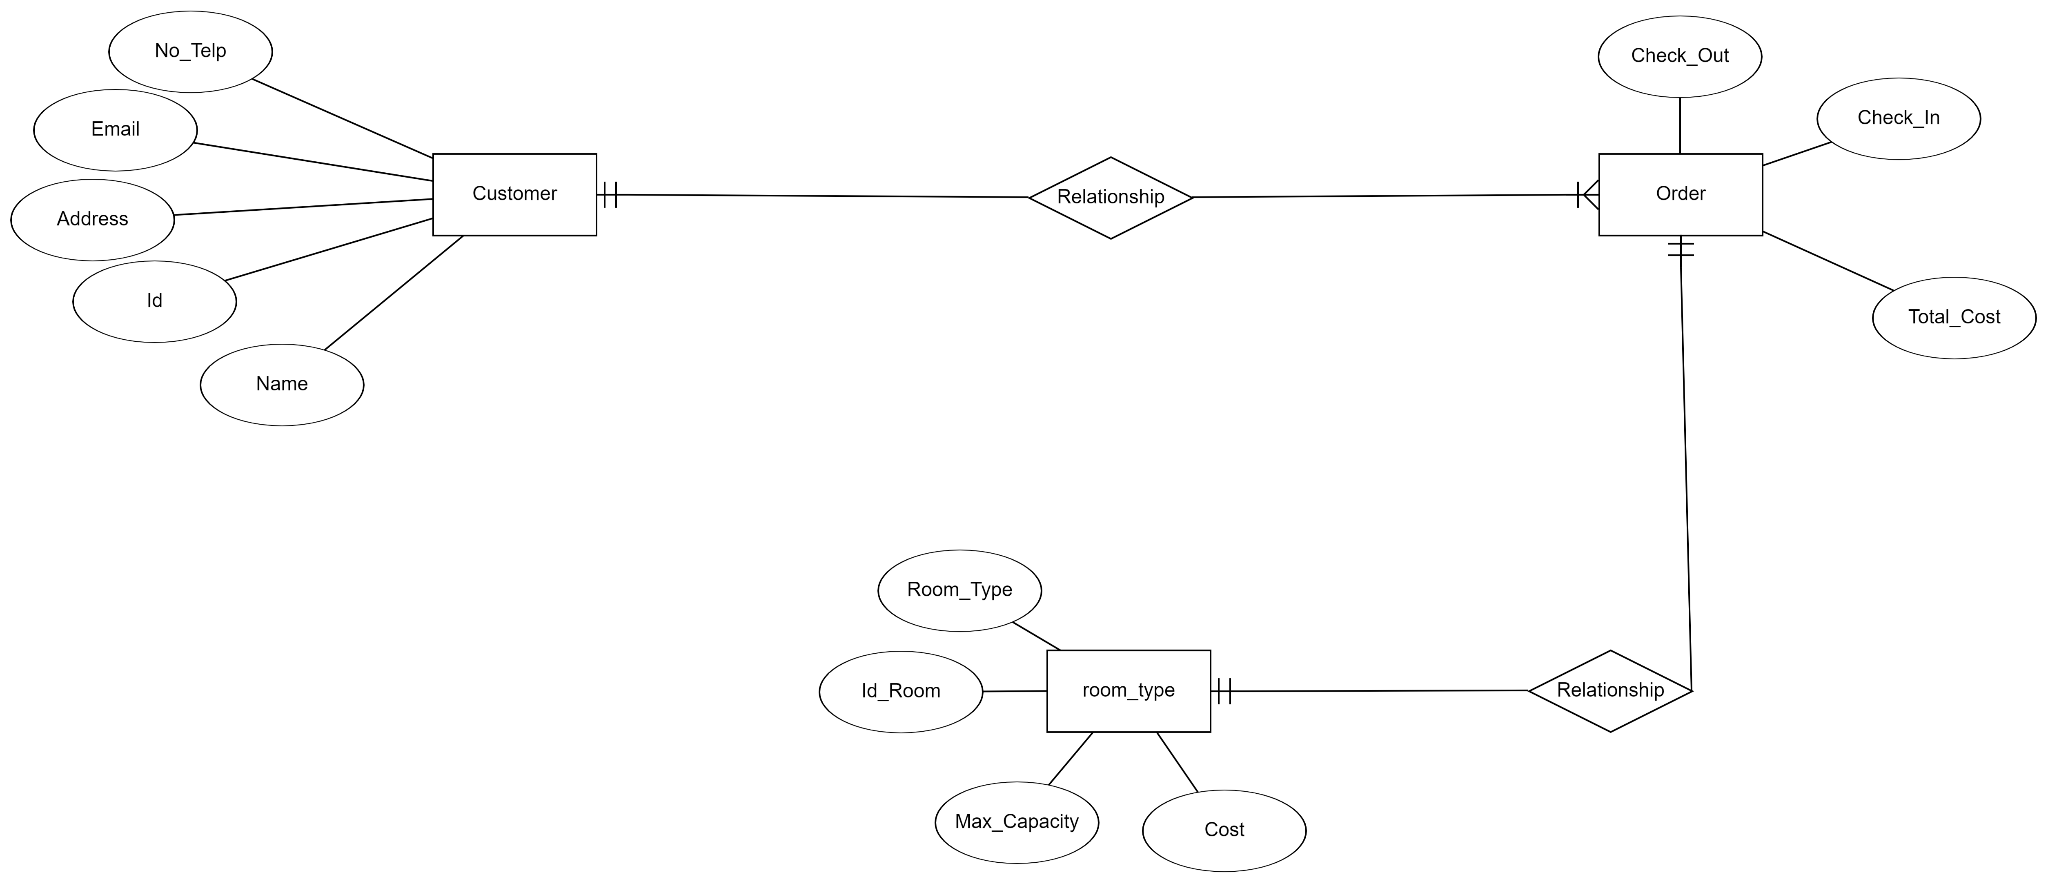 No_Telp
Check_Out
Email
Check_In
Customer
Relationship
Order
Address
Id
Total_Cost
Name
Room_Type
Id_Room
room_type
Relationship
Max_Capacity
Cost